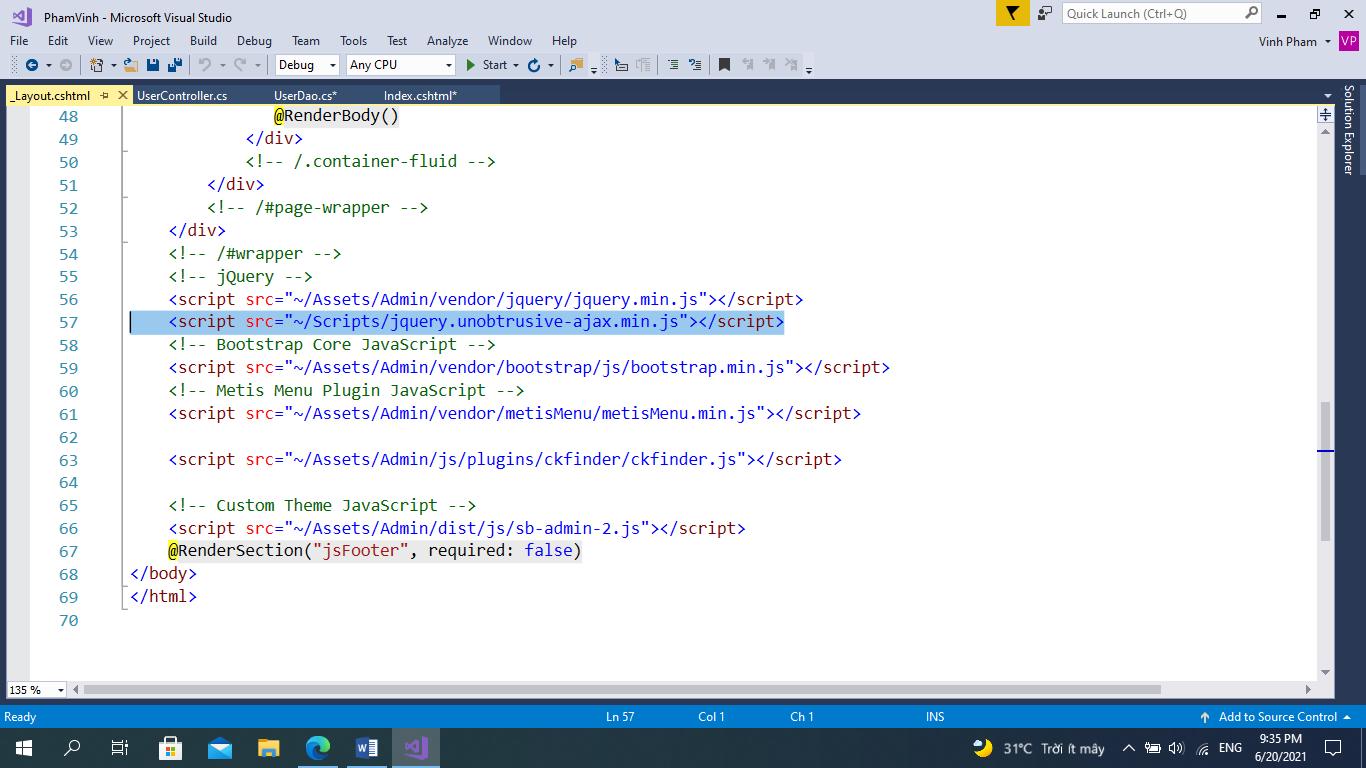 PhamVinh - Microsoft Visual Studio
Quick Launch (Ctrl+Q)
File Edit View Project Build Debug Team Tools Test Analyze Window Help
Vinh Pham VP
Debug Any CPU Start
_Layout.cshtml UserController.cs UserDao.cs* Index.cshtml*
Solution Explorer
48 @RenderBody()
49 </div>
50 <!-- /.container-fluid -->
51 </div>
52 <!-- /#page-wrapper -->
53 </div>
54 <!-- /#wrapper -->
55 <!-- jQuery -->
56 <script src="~/Assets/Admin/vendor/jquery/jquery.min.js"></script>
57 <script src="~/Scripts/jquery.unobtrusive-ajax.min.js"></script>
58 <!-- Bootstrap Core JavaScript -->
59 <script src="~/Assets/Admin/vendor/bootstrap/js/bootstrap.min.js"></script>
60 <!-- Metis Menu Plugin JavaScript -->
61 <script src="~/Assets/Admin/vendor/metisMenu/metisMenu.min.js"></script>
62
63 <script src="~/Assets/Admin/js/plugins/ckfinder/ckfinder.js"></script>
64
65 <!-- Custom Theme JavaScript -->
66 <script src="~/Assets/Admin/dist/js/sb-admin-2.js"></script>
67 @RenderSection("jsFooter", required: false)
68 </body>
69 </html>
70
135 %
Ready Ln 57 Col 1 Ch 1 INS Add to Source Control
31°C Trời ít mây ENG 9:35 PM
6/20/2021